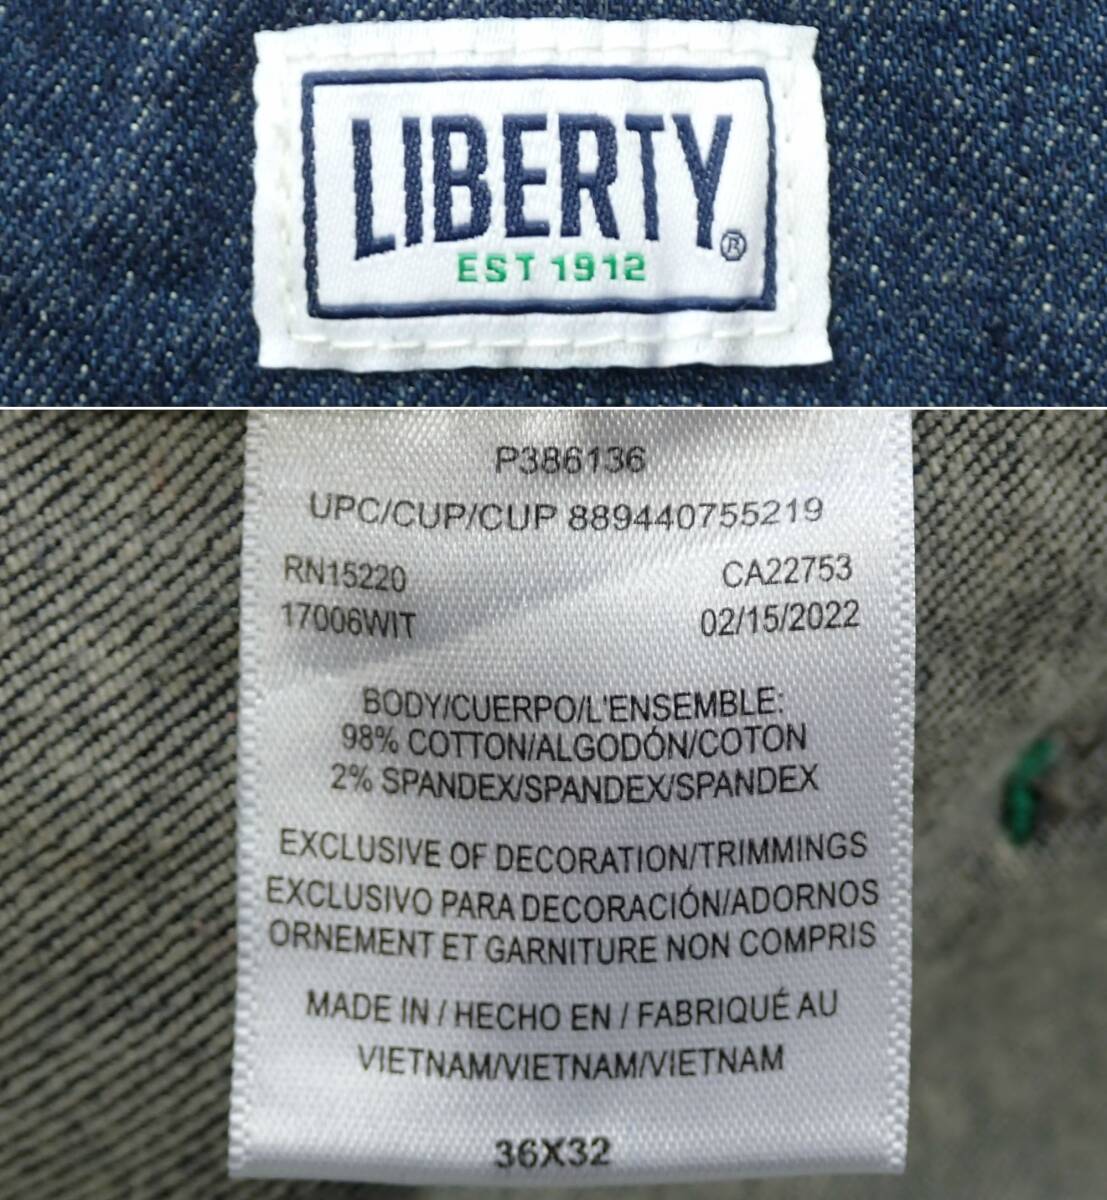 LIBERTY®
EST 1912
P386136
UPC/CUP/CUP 889440755219
RN15220 CA22753
17006WIT 02/15/2022
BODY/CUERPO/L'ENSEMBLE:
98% COTTON/ALGODÓN/COTON
2% SPANDEX/SPANDEX/SPANDEX
EXCLUSIVE OF DECORATION/TRIMMINGS
EXCLUSIVO PARA DECORACIÓN/ADORNOS
ORNEMENT ET GARNITURE NON COMPRIS
MADE IN / HECHO EN / FABRIQUÉ AU
VIETNAM/VIETNAM/VIETNAM
36X32